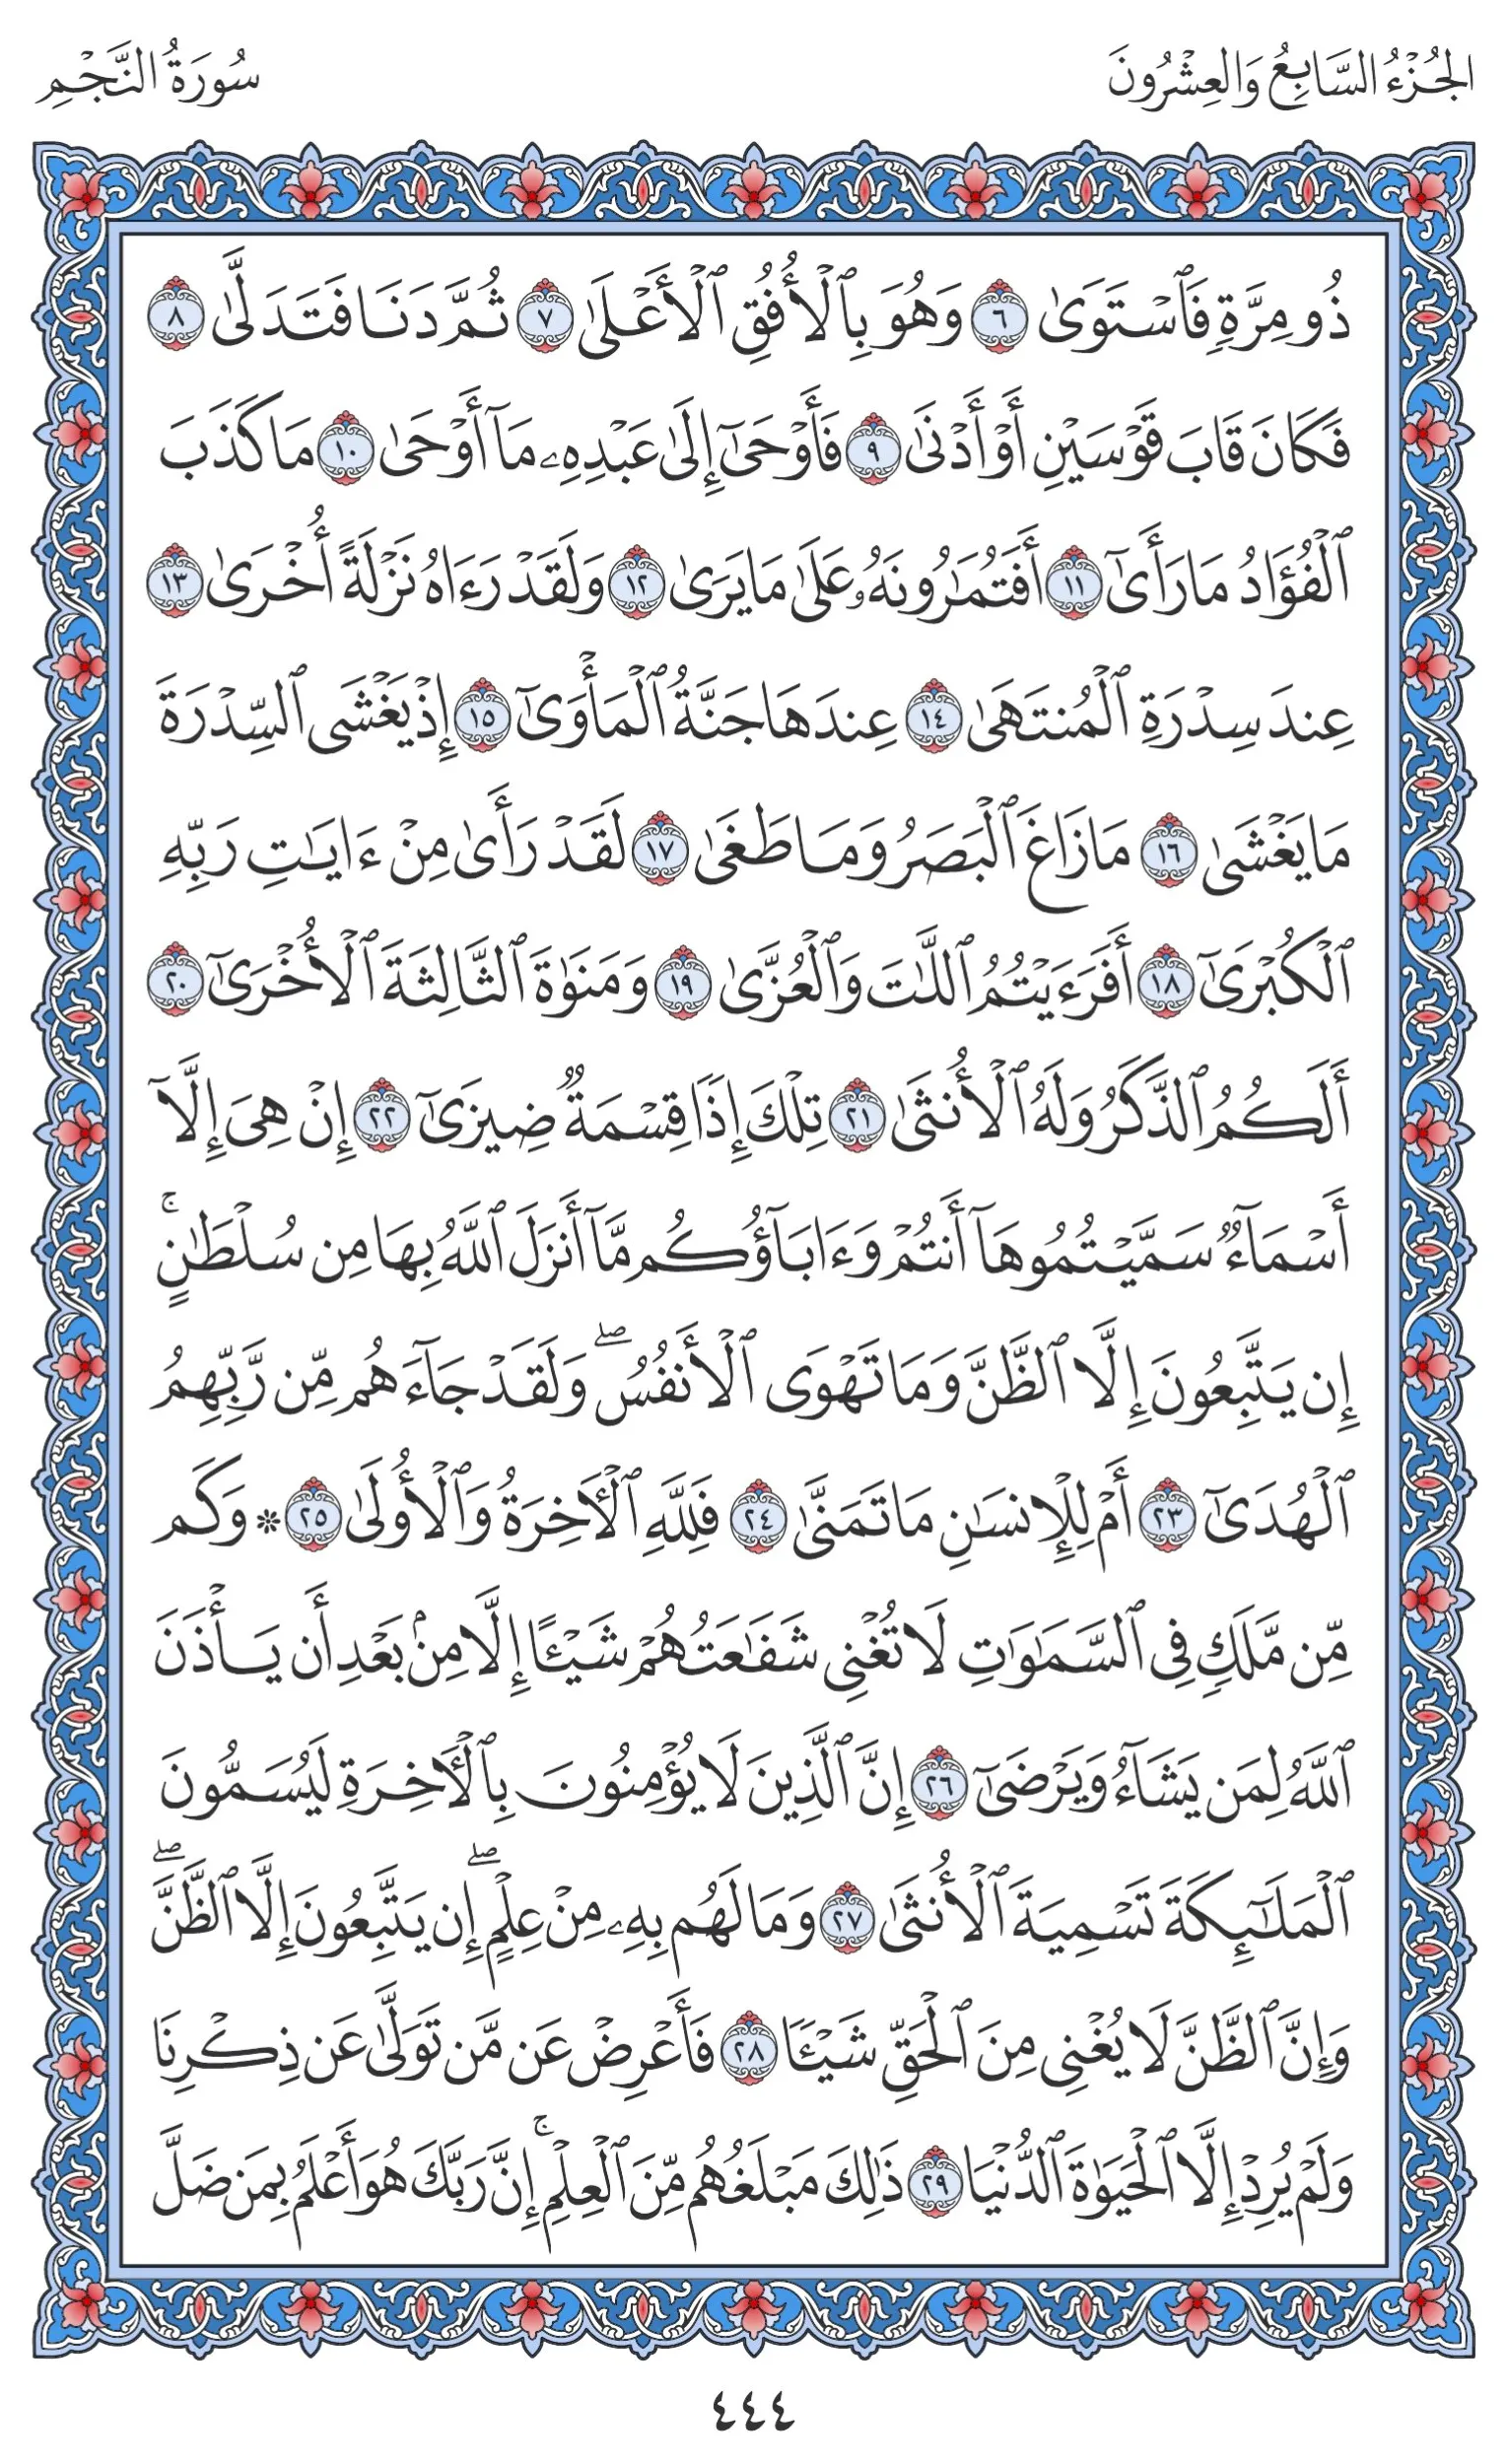 الجُزْءُ السَّابِعُ وَالعِشْرُونَ
سُورَةُ النَّجْمِ
ذُو مِرَّةٍ فَٱسْتَوَىٰ ٦ وَهُوَ بِٱلْأُفُقِ ٱلْأَعْلَىٰ ٧ ثُمَّ دَنَا فَتَدَلَّىٰ ٨
فَكَانَ قَابَ قَوْسَيْنِ أَوْ أَدْنَىٰ ٩ فَأَوْحَىٰٓ إِلَىٰ عَبْدِهِۦ مَآ أَوْحَىٰ ١٠ مَا كَذَبَ
ٱلْفُؤَادُ مَا رَأَىٰٓ ١١ أَفَتُمَٰرُونَهُۥ عَلَىٰ مَا يَرَىٰ ١٢ وَلَقَدْ رَءَاهُ نَزْلَةً أُخْرَىٰ ١٣
عِندَ سِدْرَةِ ٱلْمُنتَهَىٰ ١٤ عِندَهَا جَنَّةُ ٱلْمَأْوَىٰٓ ١٥ إِذْ يَغْشَى ٱلسِّدْرَةَ
مَا يَغْشَىٰ ١٦ مَا زَاغَ ٱلْبَصَرُ وَمَا طَغَىٰ ١٧ لَقَدْ رَأَىٰ مِنْ ءَايَٰتِ رَبِّهِ
ٱلْكُبْرَىٰٓ ١٨ أَفَرَءَيْتُمُ ٱللَّٰتَ وَٱلْعُزَّىٰ ١٩ وَمَنَوٰةَ ٱلثَّالِثَةَ ٱلْأُخْرَىٰٓ ٢٠
أَلَكُمُ ٱلذَّكَرُ وَلَهُ ٱلْأُنثَىٰ ٢١ تِلْكَ إِذًا قِسْمَةٌ ضِيزَىٰٓ ٢٢ إِنْ هِىَ إِلَّآ
أَسْمَآءٌ سَمَّيْتُمُوهَآ أَنتُمْ وَءَابَآؤُكُم مَّآ أَنزَلَ ٱللَّهُ بِهَا مِن سُلْطَٰنٍۚ
إِن يَتَّبِعُونَ إِلَّا ٱلظَّنَّ وَمَا تَهْوَى ٱلْأَنفُسُۖ وَلَقَدْ جَآءَهُم مِّن رَّبِّهِمُ
ٱلْهُدَىٰٓ ٢٣ أَمْ لِلْإِنسَٰنِ مَا تَمَنَّىٰ ٢٤ فَلِلَّهِ ٱلْءَاخِرَةُ وَٱلْأُولَىٰ ٢٥ ۞ وَكَم
مِّن مَّلَكٍ فِى ٱلسَّمَٰوَٰتِ لَا تُغْنِى شَفَٰعَتُهُمْ شَيْـًٔا إِلَّا مِنۢ بَعْدِ أَن يَأْذَنَ
ٱللَّهُ لِمَن يَشَآءُ وَيَرْضَىٰٓ ٢٦ إِنَّ ٱلَّذِينَ لَا يُؤْمِنُونَ بِٱلْءَاخِرَةِ لَيُسَمُّونَ
ٱلْمَلَٰٓئِكَةَ تَسْمِيَةَ ٱلْأُنثَىٰ ٢٧ وَمَا لَهُم بِهِۦ مِنْ عِلْمٍۖ إِن يَتَّبِعُونَ إِلَّا ٱلظَّنَّۖ
وَإِنَّ ٱلظَّنَّ لَا يُغْنِى مِنَ ٱلْحَقِّ شَيْـًٔا ٢٨ فَأَعْرِضْ عَن مَّن تَوَلَّىٰ عَن ذِكْرِنَا
وَلَمْ يُرِدْ إِلَّا ٱلْحَيَوٰةَ ٱلدُّنْيَا ٢٩ ذَٰلِكَ مَبْلَغُهُم مِّنَ ٱلْعِلْمِۚ إِنَّ رَبَّكَ هُوَ أَعْلَمُ بِمَن ضَلَّ
٤٤٤